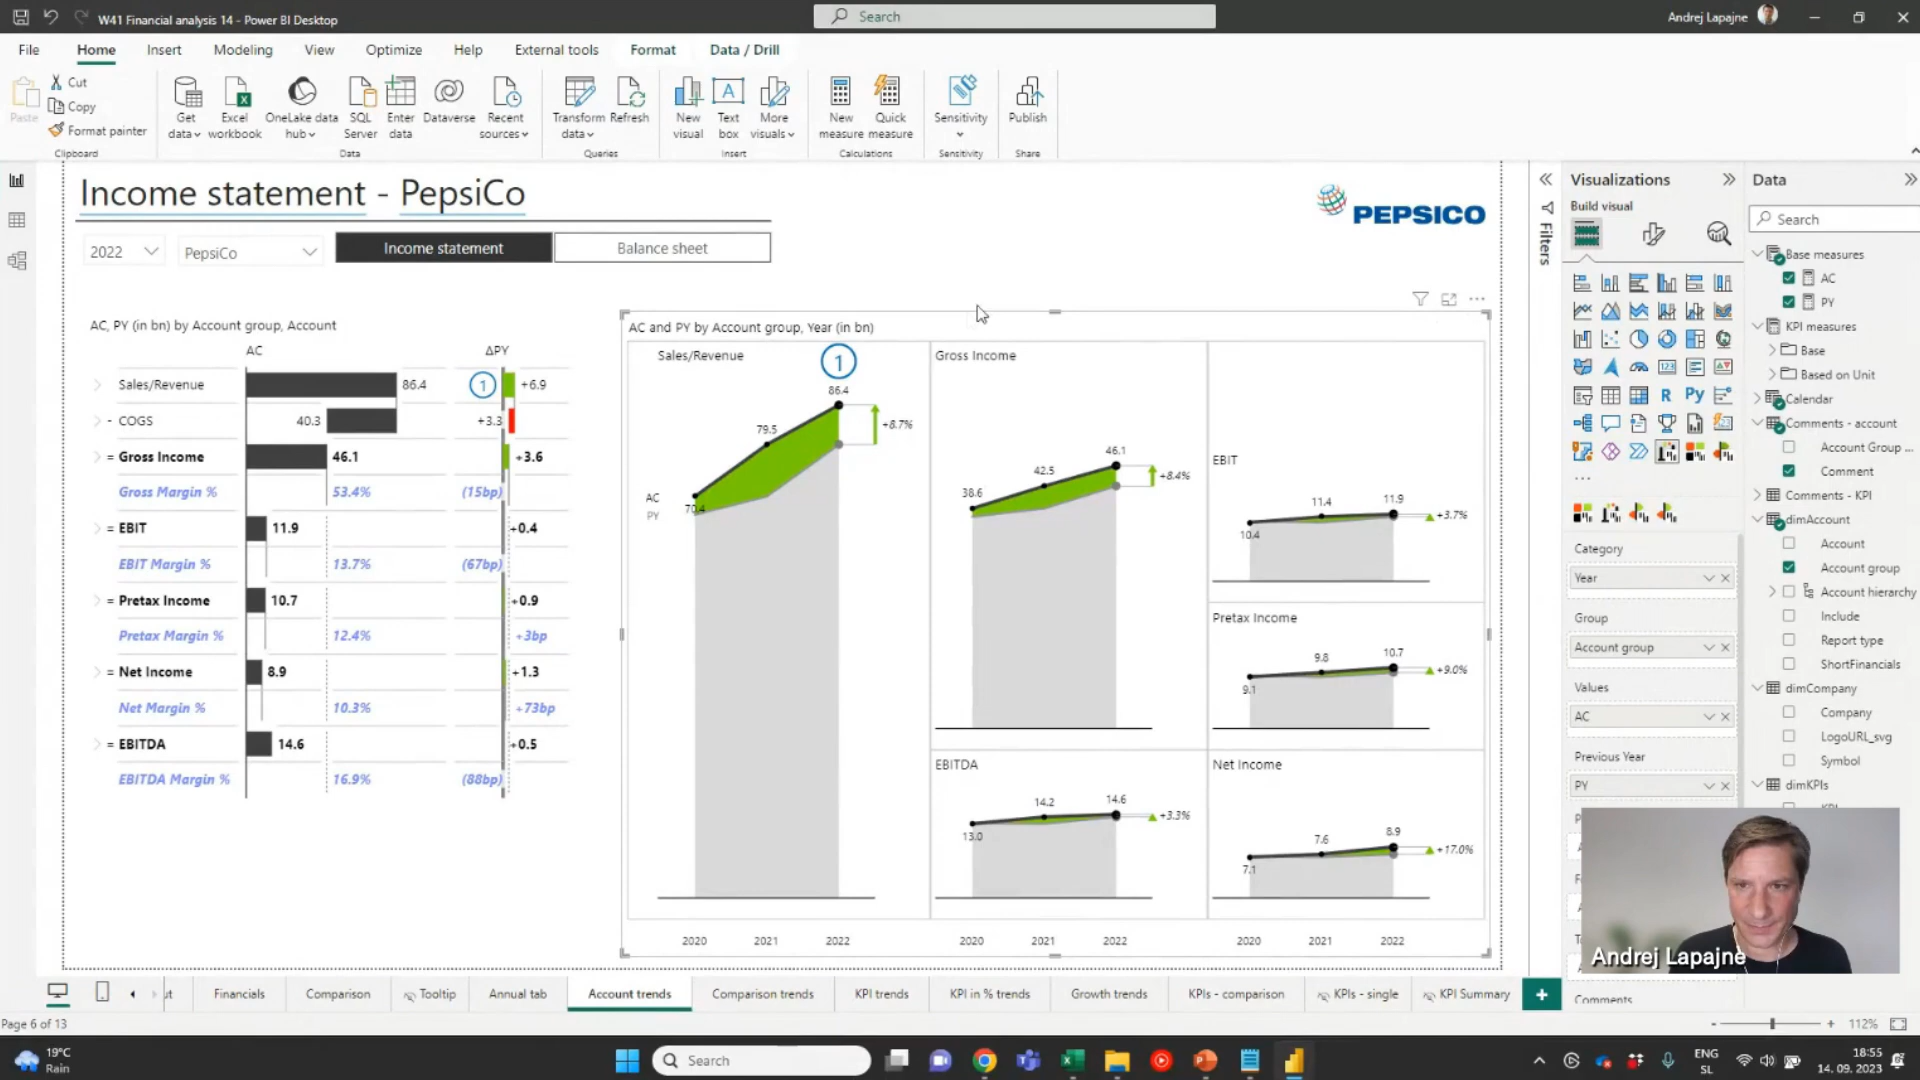 W41 Financial analysis 14 - Power BI Desktop
Search
Andrej Lapajne
File
Home
Insert
Modeling
View
Optimize
Help
External tools
Format
Data / Drill
Paste
Cut
Copy
Format painter
Clipboard
Get data
Excel workbook
OneLake data hub
SQL Server
Enter data
Dataverse
Recent sources
Data
Transform data
Refresh
Queries
New visual
Text box
More visuals
Insert
New measure
Quick measure
Calculations
Sensitivity
Sensitivity
Publish
Share
Income statement - PepsiCo
PEPSICO
2022
PepsiCo
Income statement
Balance sheet
AC, PY (in bn) by Account group, Account
AC
ΔPY
Sales/Revenue
86.4
1
+6.9
- COGS
40.3
+3.3
= Gross Income
46.1
+3.6
Gross Margin %
53.4%
(15bp)
= EBIT
11.9
+0.4
EBIT Margin %
13.7%
(67bp)
= Pretax Income
10.7
+0.9
Pretax Margin %
12.4%
+3bp
= Net Income
8.9
+1.3
Net Margin %
10.3%
+73bp
= EBITDA
14.6
+0.5
EBITDA Margin %
16.9%
(88bp)
AC and PY by Account group, Year (in bn)
Sales/Revenue
1
86.4
79.5
+8.7%
AC
PY
70.4
Gross Income
46.1
42.5
38.6
+8.4%
EBIT
11.4
11.9
10.4
+3.7%
Pretax Income
9.8
10.7
9.1
+9.0%
EBITDA
14.2
14.6
13.0
+3.3%
Net Income
7.6
8.9
7.1
+17.0%
2020
2021
2022
2020
2021
2022
2020
2021
2022
Filters
Visualizations
Build visual
R
Py
123
...
Category
Year
Group
Account group
Values
AC
Previous Year
PY
Comments
Data
Search
Base measures
AC
PY
KPI measures
Base
Based on Unit
Calendar
Comments - account
Account Group ...
Comment
Comments - KPI
dimAccount
Account
Account group
Account hierarchy
Include
Report type
ShortFinancials
dimCompany
Company
LogoURL_svg
Symbol
dimKPIs
Andrej Lapajne
Financials
Comparison
Tooltip
Annual tab
Account trends
Comparison trends
KPI trends
KPI in % trends
Growth trends
KPIs - comparison
KPIs - single
KPI Summary
+
Page 6 of 13
- + 112%
19°C
Rain
Search
ENG
SL
18:55
14. 09. 2023